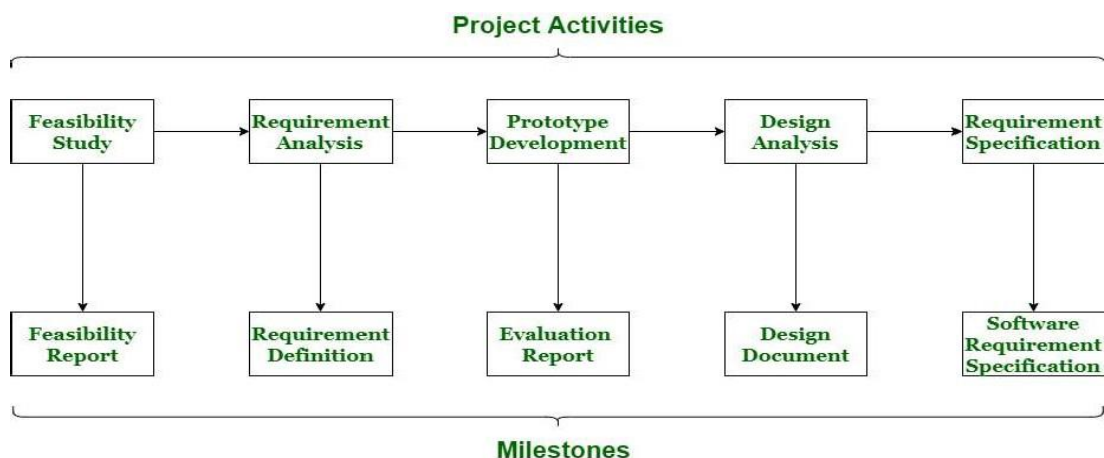 Project Activities
Feasibility
Study
Requirement
Analysis
Prototype
Development
Design
Analysis
Requirement
Specification
Feasibility
Report
Requirement
Definition
Evaluation
Report
Design
Document
Software
Requirement
Specification
Milestones